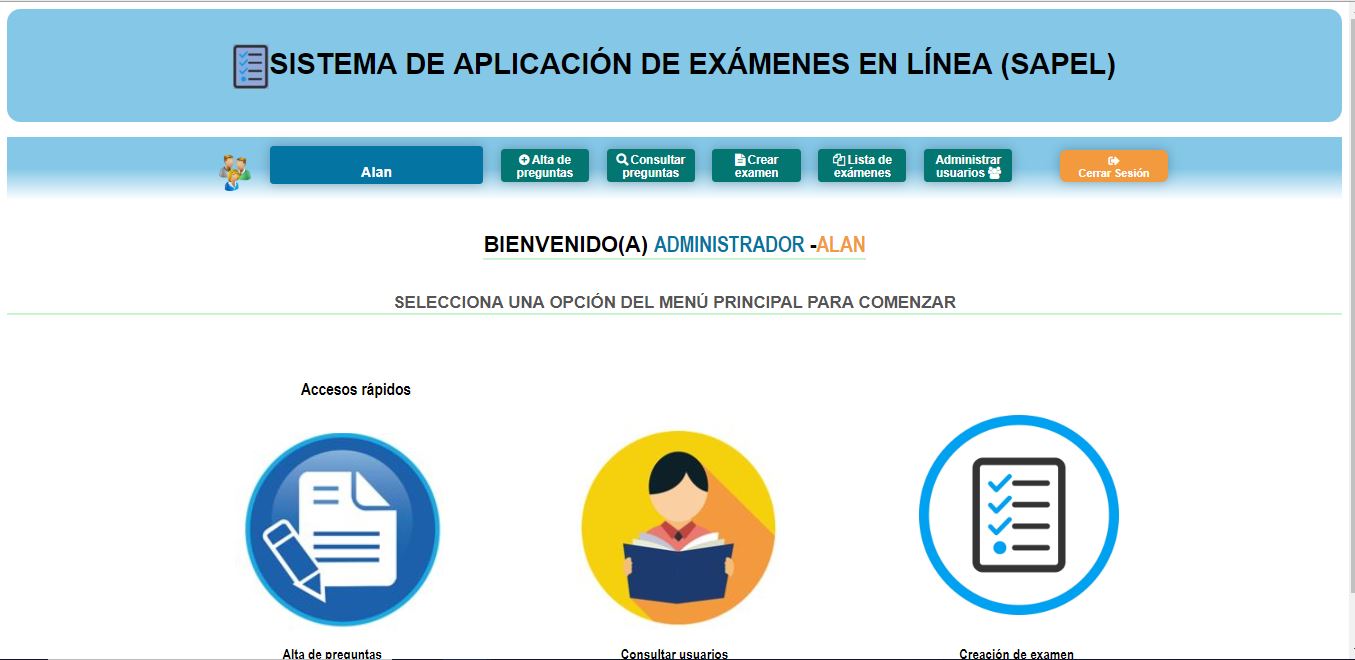 SISTEMA DE APLICACIÓN DE EXÁMENES EN LÍNEA (SAPEL)
Alan
Alta de
preguntas
Consultar
preguntas
Crear
examen
Lista de
exámenes
Administrar
usuarios
Cerrar Sesión
BIENVENIDO(A) ADMINISTRADOR -ALAN
SELECCIONA UNA OPCIÓN DEL MENÚ PRINCIPAL PARA COMENZAR
Accesos rápidos
Alta de preguntas
Consultar usuarios
Creación de examen